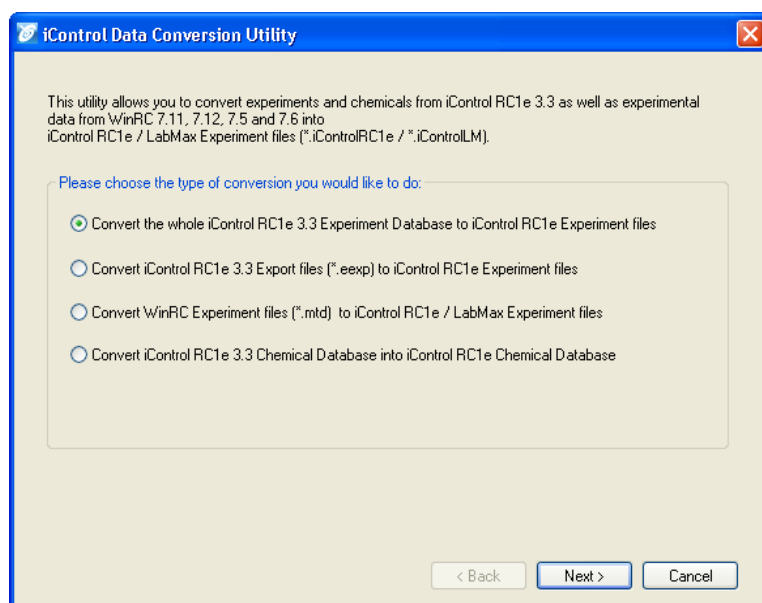 iControl Data Conversion Utility
This utility allows you to convert experiments and chemicals from iControl RC1e 3.3 as well as experimental
data from WinRC 7.11, 7.12, 7.5 and 7.6 into
iControl RC1e / LabMax Experiment files (*.iControlRC1e / *.iControlLM).
Please choose the type of conversion you would like to do:
Convert the whole iControl RC1e 3.3 Experiment Database to iControl RC1e Experiment files
Convert iControl RC1e 3.3 Export files (*.eexp) to iControl RC1e Experiment files
Convert WinRC Experiment files (*.mtd) to iControl RC1e / LabMax Experiment files
Convert iControl RC1e 3.3 Chemical Database into iControl RC1e Chemical Database
< Back
Next >
Cancel